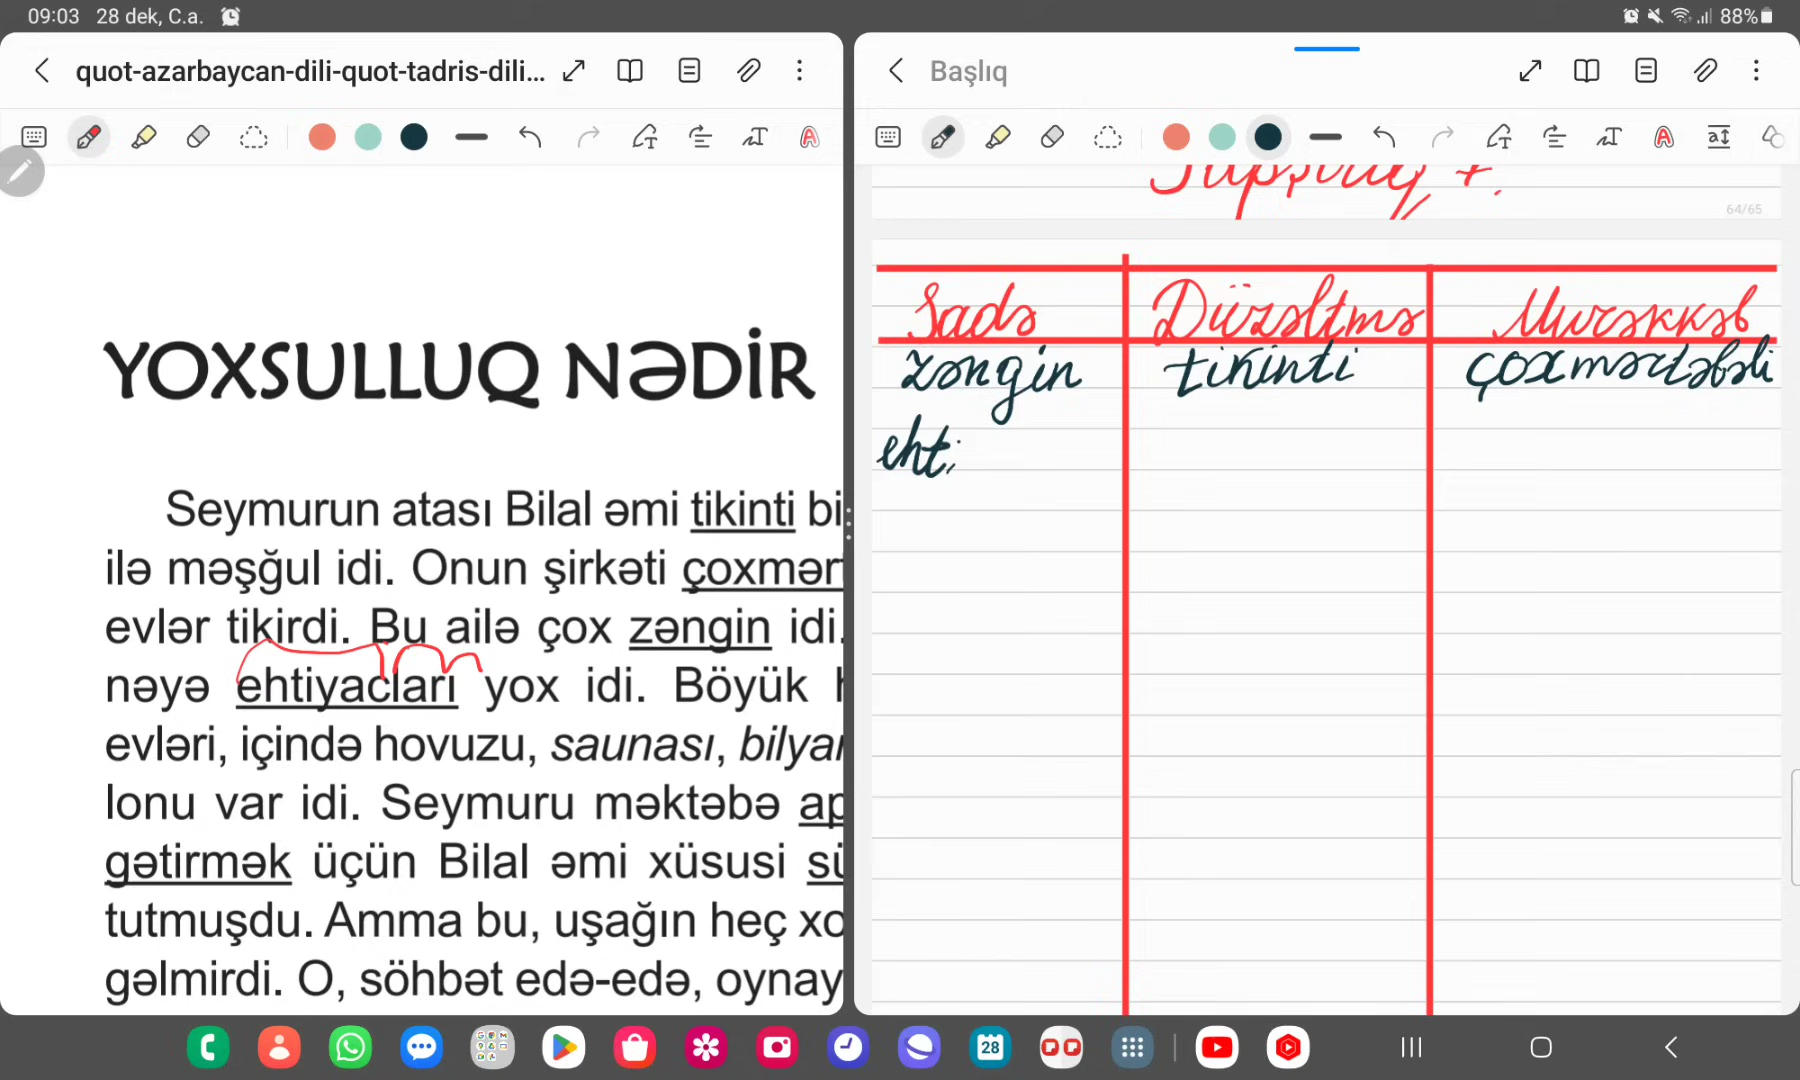 09:03 28 dek, C.a. 88%
quot-azarbaycan-dili-quot-tadris-dili...
YOXSULLUQ NƏDİR
Seymurun atası Bilal əmi tikinti bi
ilə məşğul idi. Onun şirkəti çoxmər
evlər tikirdi. Bu ailə çox zəngin idi.
nəyə ehtiyacları yox idi. Böyük h
evləri, içində hovuzu, saunası, bilyar
lonu var idi. Seymuru məktəbə ap
gətirmək üçün Bilal əmi xüsusi sü
tutmuşdu. Amma bu, uşağın heç xo
gəlmirdi. O, söhbət edə-edə, oynay
Başlıq
64/65
Sadə Düzəltmə Mürəkkəb
zəngin tikinti çoxmərtəbəli
ehti
28